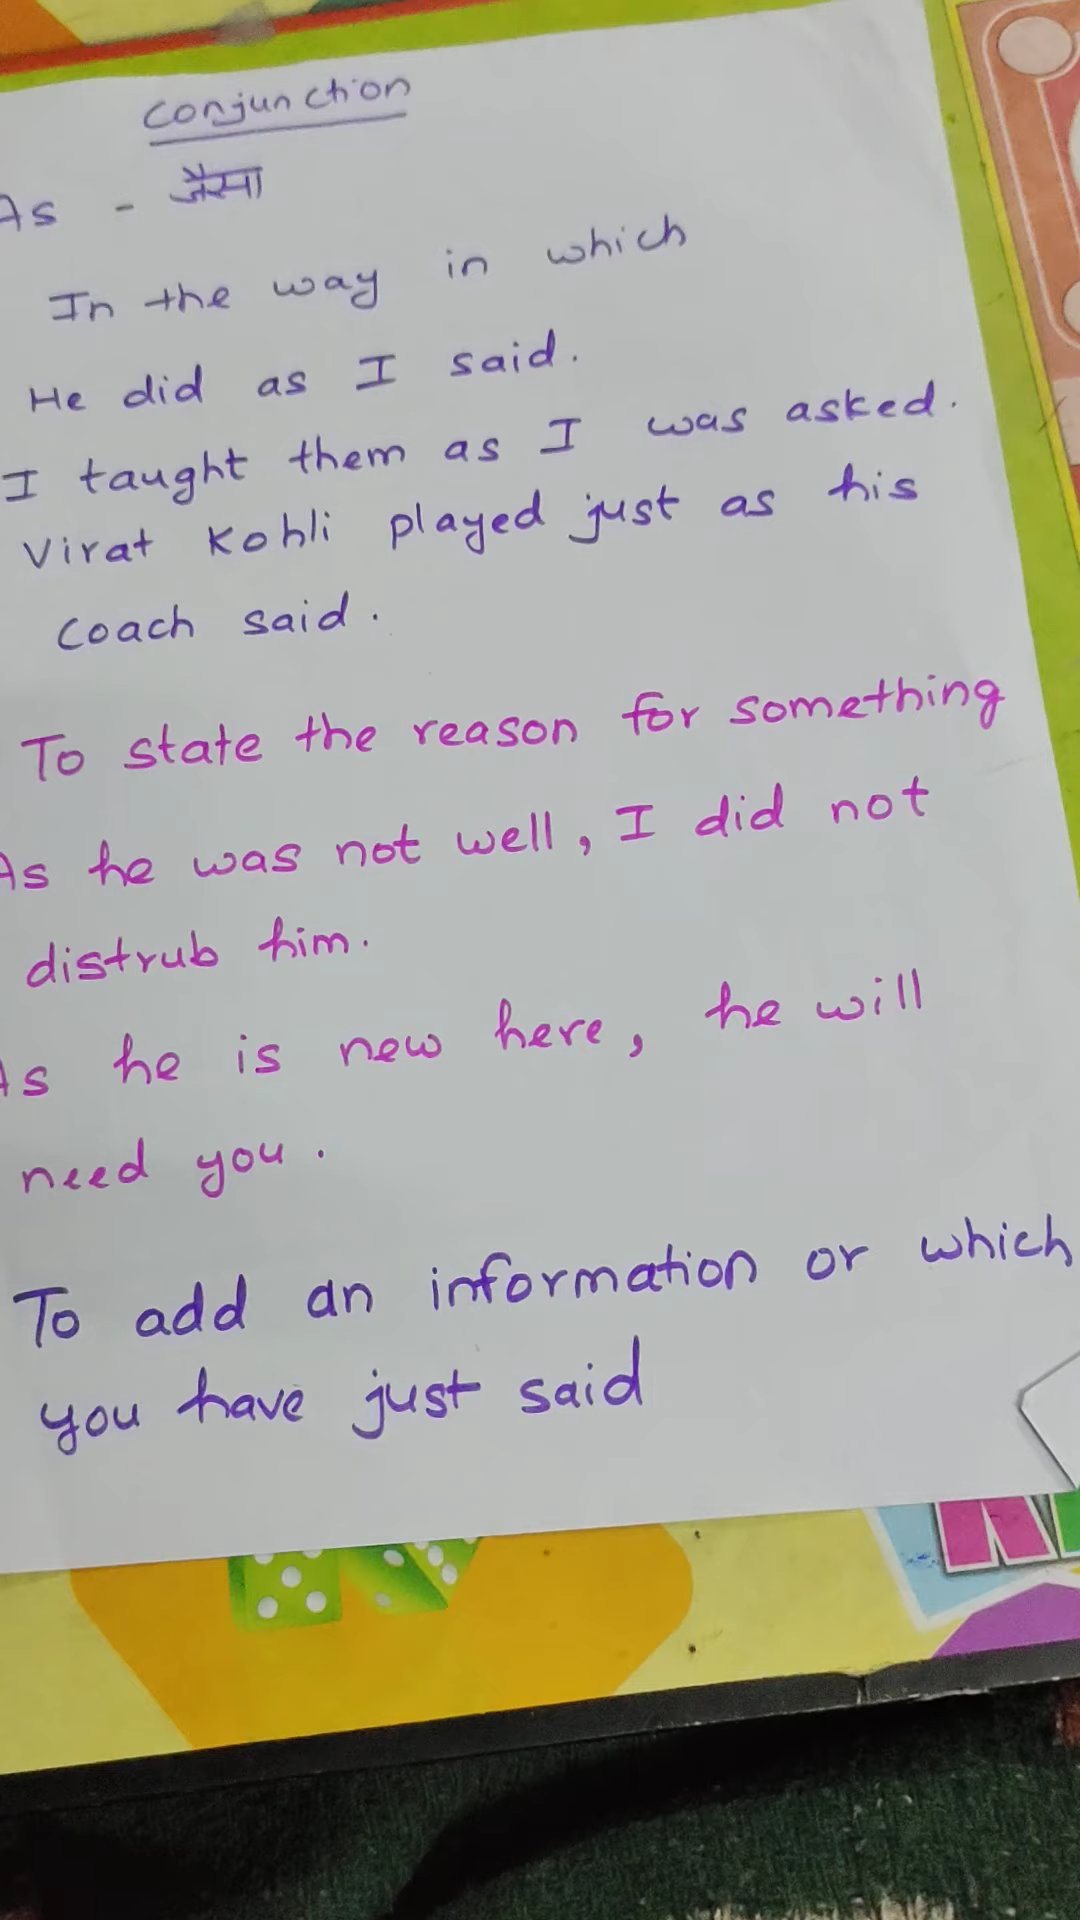 Conjunction
As - जैसा
In the way in which
He did as I said.
I taught them as I was asked.
Virat Kohli played just as his
coach said.
To state the reason for something
As he was not well, I did not
distrub him.
As he is new here, he will
need you.
To add an information or which
you have just said